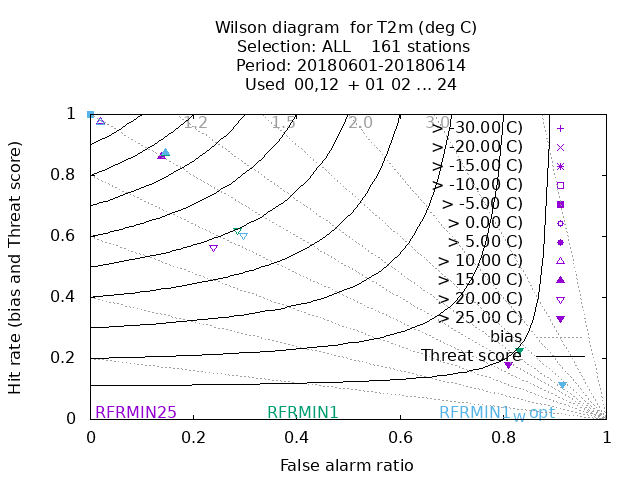 Wilson diagram for T2m (deg C)
Selection: ALL 161 stations
Period: 20180601-20180614
Used 00,12 + 01 02 ... 24
Hit rate (bias and Threat score)
1
0.8
0.6
0.4
0.2
0
1.2
1.5
2.0
3.0
> -30.00 C)
> -20.00 C)
> -15.00 C)
> -10.00 C)
> -5.00 C)
> 0.00 C)
> 5.00 C)
> 10.00 C)
> 15.00 C)
> 20.00 C)
> 25.00 C)
bias
Threat score
RFRMIN25 RFRMIN1 RFRMIN1W opt
0 0.2 0.4 0.6 0.8 1
False alarm ratio